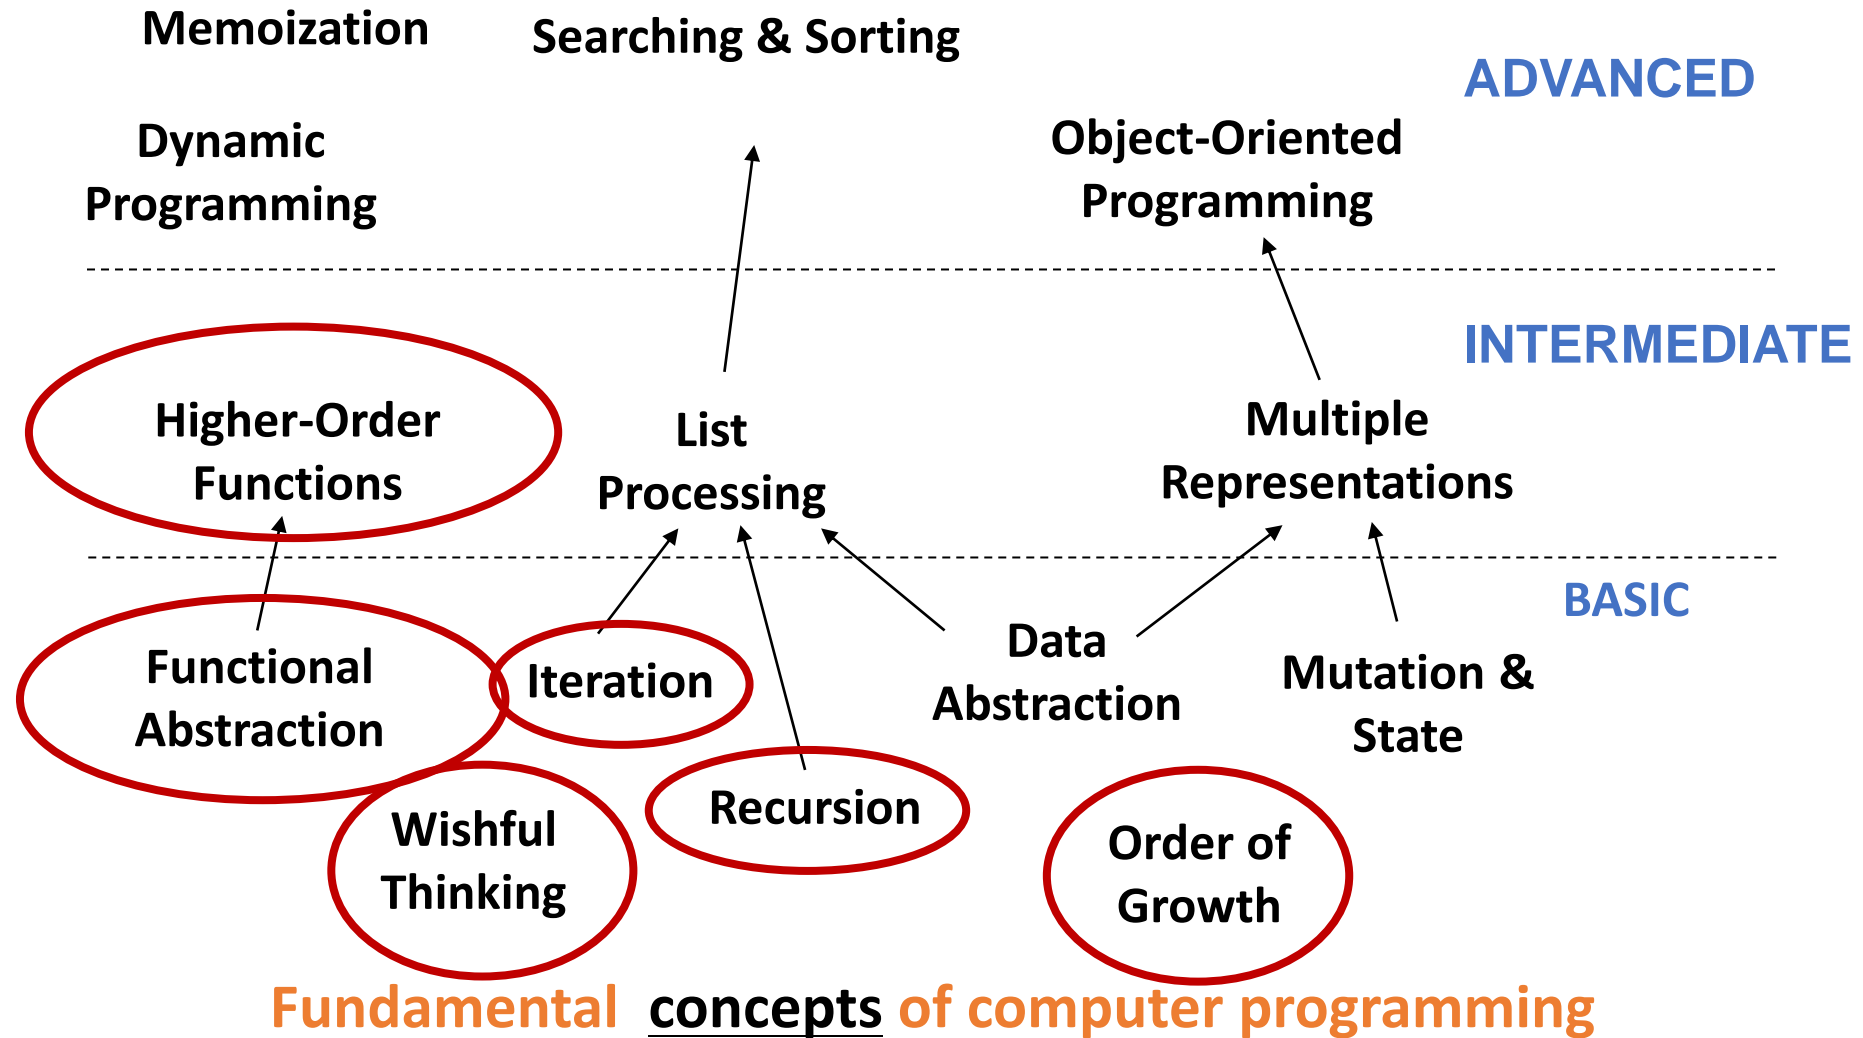 Memoization
Searching & Sorting
ADVANCED
Dynamic
Programming
Object-Oriented
Programming
INTERMEDIATE
Higher-Order
Functions
List
Processing
Multiple
Representations
BASIC
Functional
Abstraction
Iteration
Data
Abstraction
Mutation &
State
Wishful
Thinking
Recursion
Order of
Growth
Fundamental concepts of computer programming